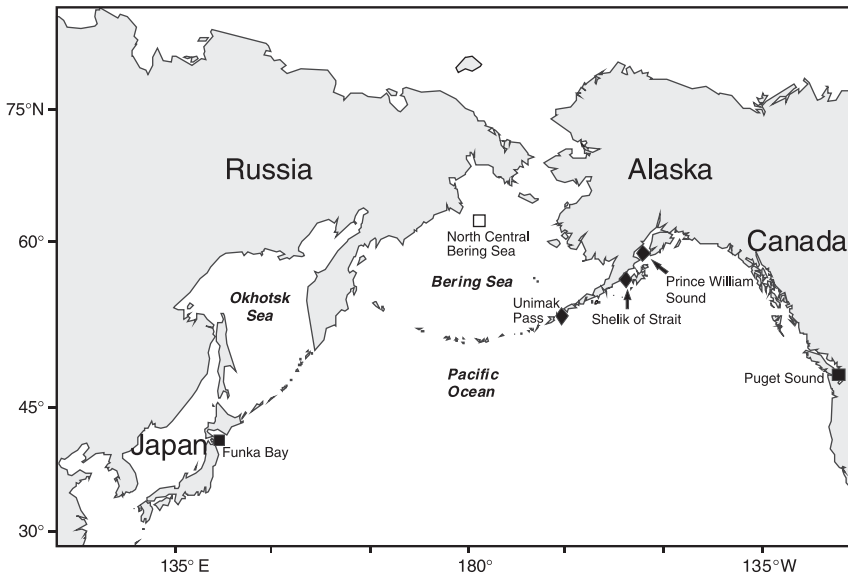 75°N
Russia
Alaska
60°
North Central
Bering Sea
Canada
Bering Sea
Prince William
Sound
Okhotsk
Sea
Unimak
Pass
Shelik of Strait
Pacific
Ocean
Puget Sound
45°
Japan
Funka Bay
30°
135° E
180°
135°W